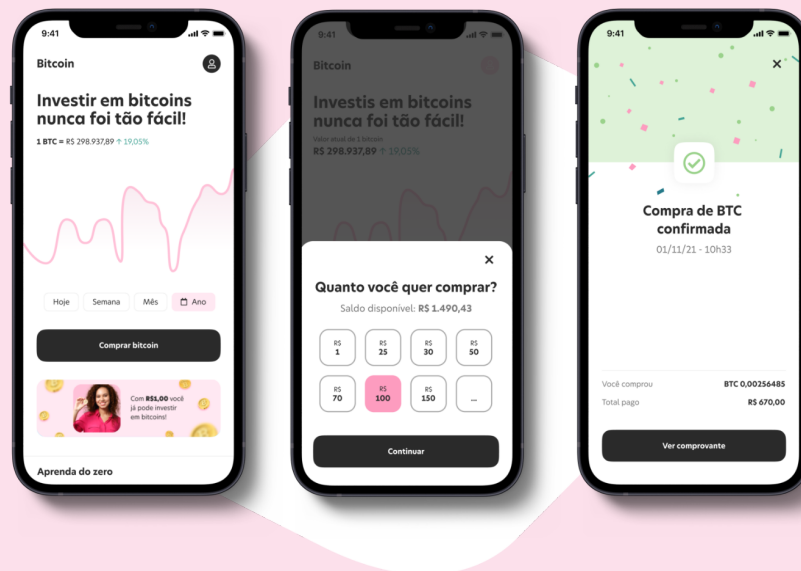 9:41
Bitcoin
Investir em bitcoins
nunca foi tão fácil!
1 BTC = R$ 298.937,89 ↑ 19,05%
Hoje
Semana
Mês
Ano
Comprar bitcoin
Com R$1,00 você
já pode investir
em bitcoins!
Aprenda do zero
9:41
Bitcoin
Investis em bitcoins
nunca foi tão fácil!
Valor atual de 1 bitcoin
R$ 298.937,89 ↑ 19,05%
Quanto você quer comprar?
Saldo disponível: R$ 1.490,43
R$
1
R$
25
R$
30
R$
50
R$
70
R$
100
R$
150
...
Continuar
9:41
Compra de BTC
confirmada
01/11/21 - 10h33
Você comprou BTC 0,00256485
Total pago R$ 670,00
Ver comprovante